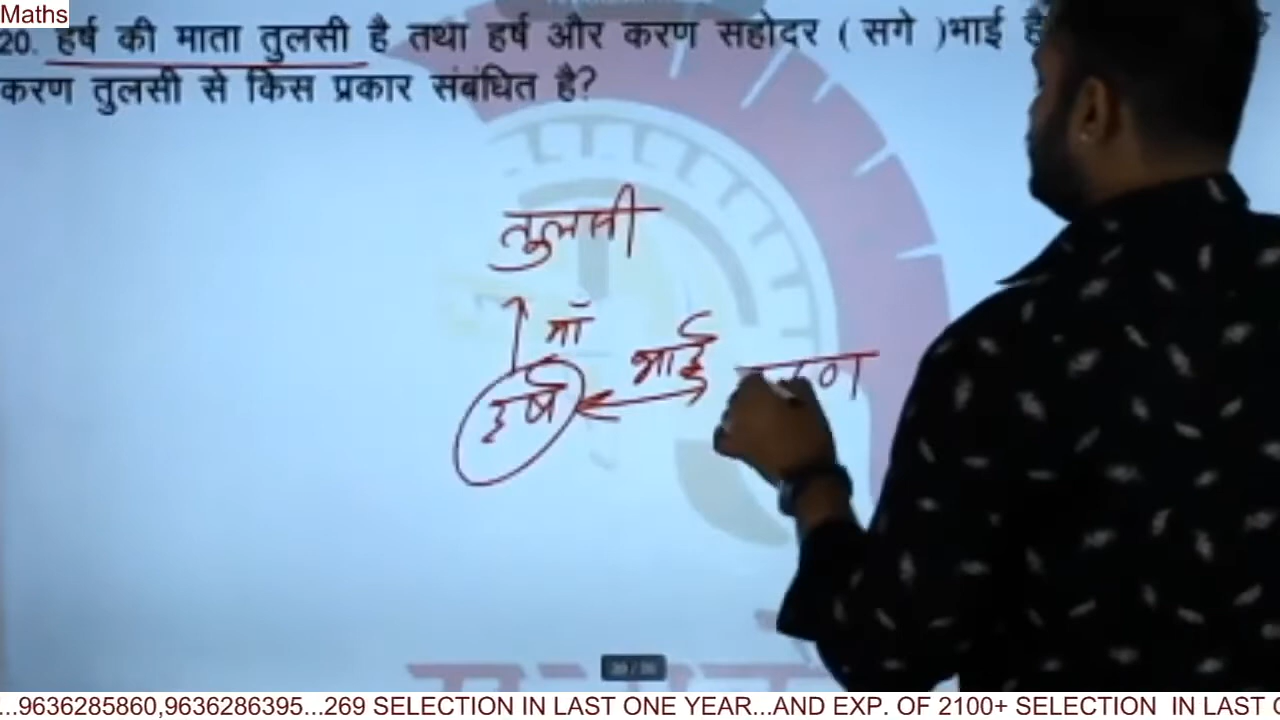 Maths
20. हर्ष की माता तुलसी है तथा हर्ष और करण सहोदर ( सगे )भाई है
करण तुलसी से किस प्रकार संबंधित है?
तुलसी
माँ
भाई
हर्ष
...9636285860,9636286395...269 SELECTION IN LAST ONE YEAR...AND EXP. OF 2100+ SELECTION IN LAST